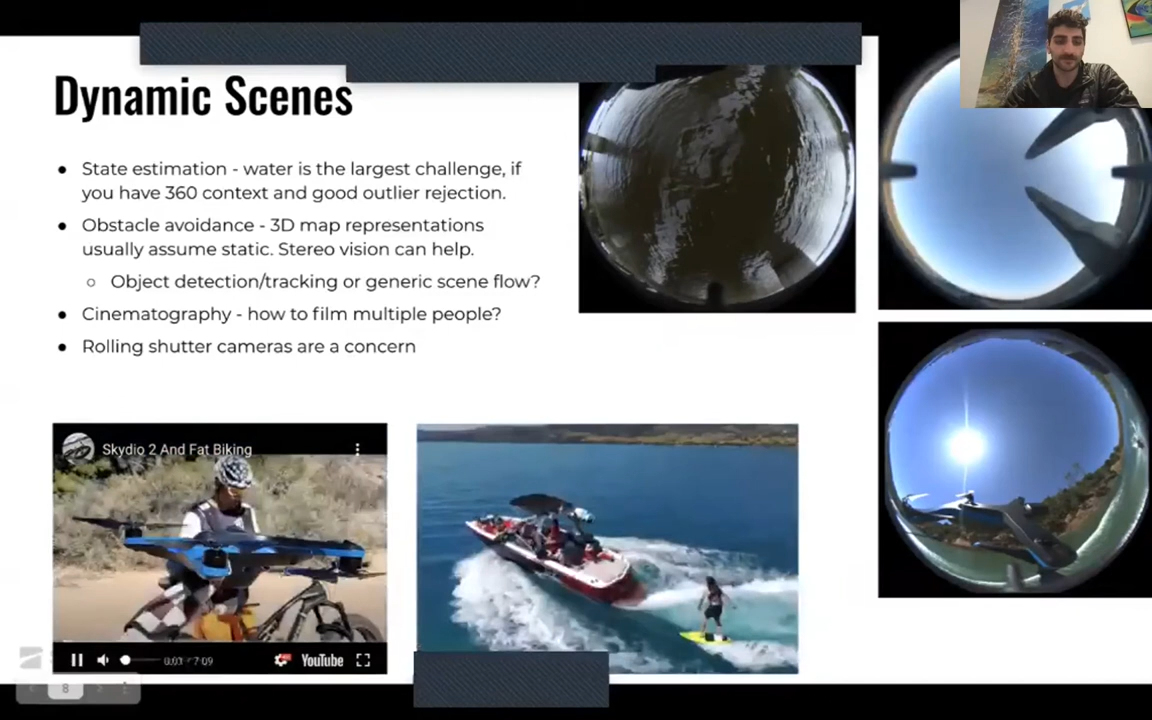 Dynamic Scenes
● State estimation - water is the largest challenge, if
you have 360 context and good outlier rejection.
● Obstacle avoidance - 3D map representations
usually assume static. Stereo vision can help.
○ Object detection/tracking or generic scene flow?
● Cinematography - how to film multiple people?
● Rolling shutter cameras are a concern
Skydio 2 And Fat Biking
YouTube
8